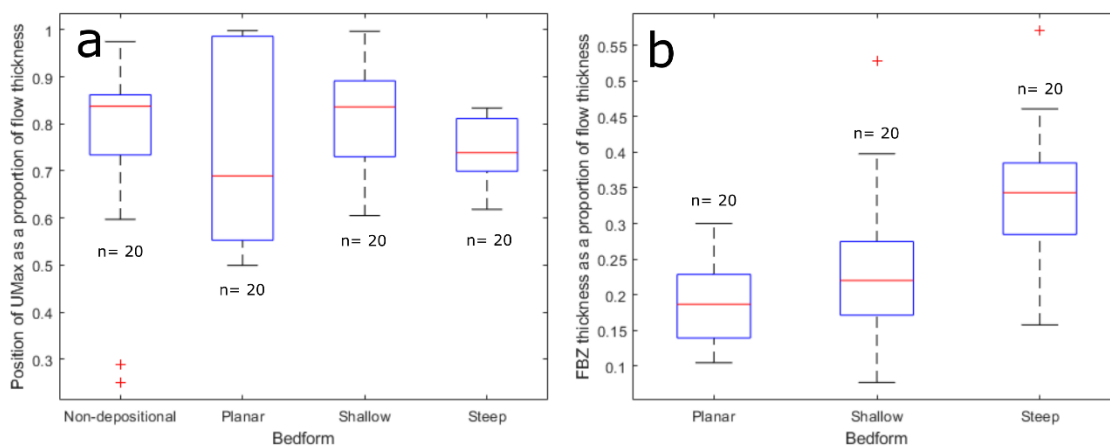 a
Position of UMax as a proportion of flow thickness
1
0.9
0.8
0.7
0.6
0.5
0.4
0.3
n= 20
n= 20
n= 20
n= 20
Non-depositional Planar Shallow Steep
Bedform
b
FBZ thickness as a proportion of flow thickness
0.55
0.5
0.45
0.4
0.35
0.3
0.25
0.2
0.15
0.1
n= 20
n= 20
n= 20
Planar Shallow Steep
Bedform